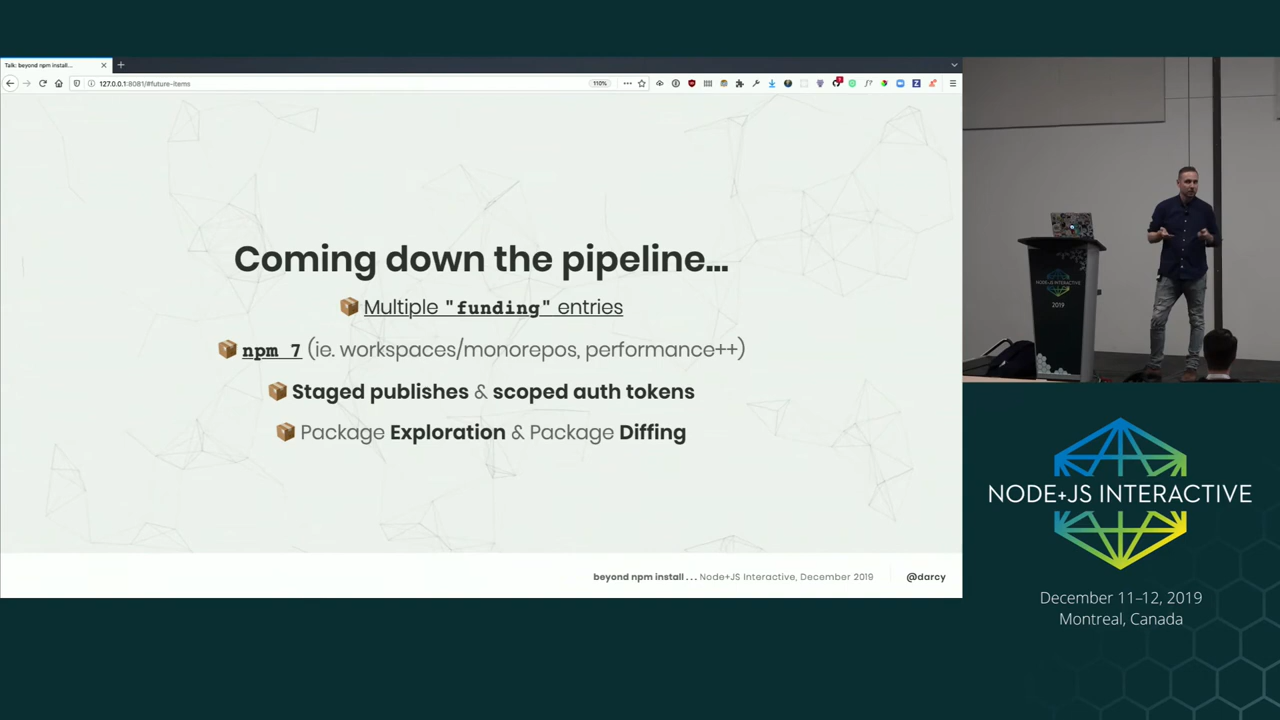 Talk: beyond npm install...
127.0.0.1:8081/#future-items
110%
Coming down the pipeline...
Multiple "funding" entries
npm 7 (ie. workspaces/monorepos, performance++)
Staged publishes & scoped auth tokens
Package Exploration & Package Diffing
beyond npm install . . . Node+JS Interactive, December 2019
@darcy
2019
NODE+JS INTERACTIVE
December 11–12, 2019
Montreal, Canada